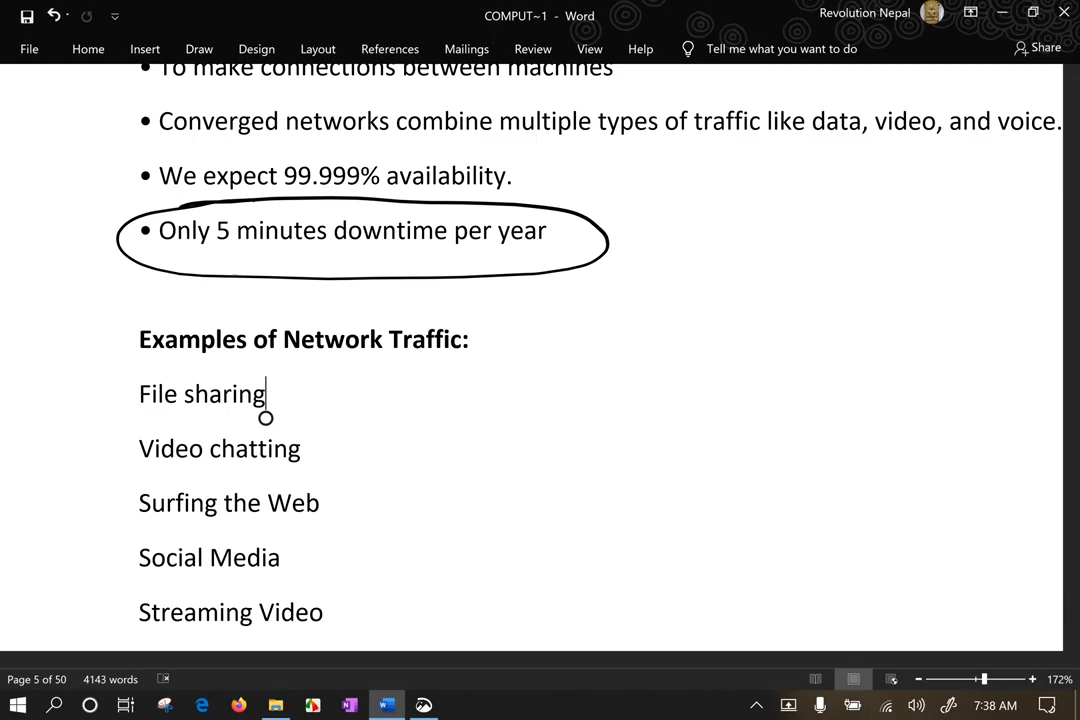 COMPUT~1 - Word
Revolution Nepal
File Home Insert Draw Design Layout References Mailings Review View Help Tell me what you want to do Share
• To make connections between machines
• Converged networks combine multiple types of traffic like data, video, and voice.
• We expect 99.999% availability.
• Only 5 minutes downtime per year
Examples of Network Traffic:
File sharing
Video chatting
Surfing the Web
Social Media
Streaming Video
Page 5 of 50 4143 words 172%
7:38 AM